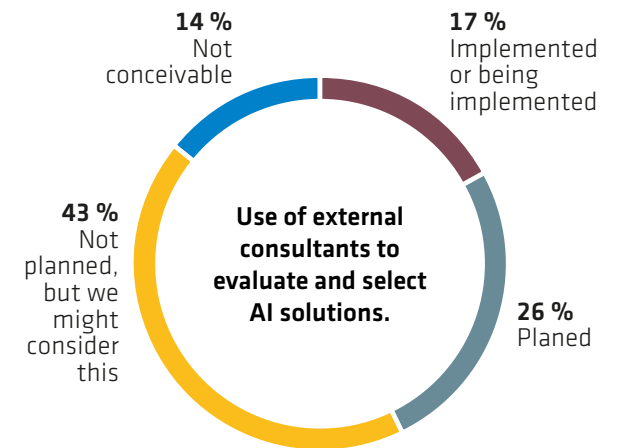 14 %
Not
conceivable
17 %
Implemented
or being
implemented
43 %
Not
planned,
but we
might
consider
this
Use of external
consultants to
evaluate and select
AI solutions.
26 %
Planed